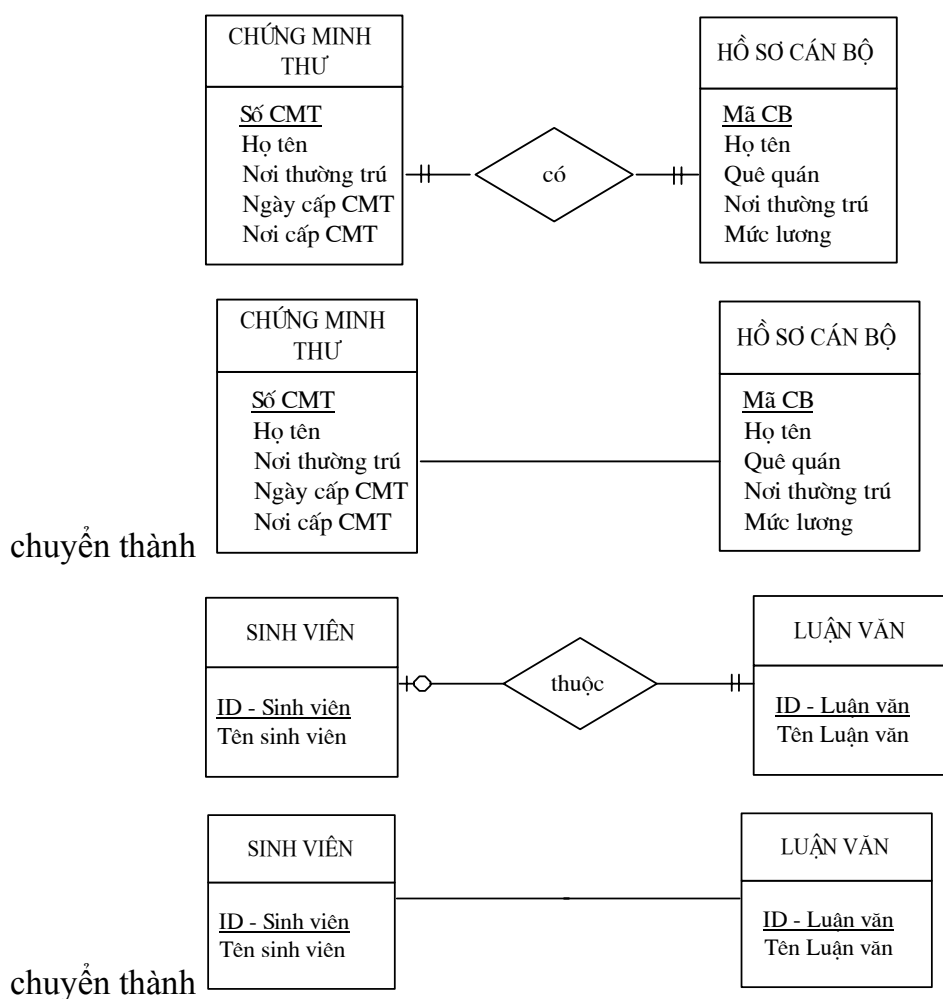 CHỨNG MINH
THƯ
Số CMT
Họ tên
Nơi thường trú
Ngày cấp CMT
Nơi cấp CMT
có
HỒ SƠ CÁN BỘ
Mã CB
Họ tên
Quê quán
Nơi thường trú
Mức lương
chuyển thành
CHỨNG MINH
THƯ
Số CMT
Họ tên
Nơi thường trú
Ngày cấp CMT
Nơi cấp CMT
HỒ SƠ CÁN BỘ
Mã CB
Họ tên
Quê quán
Nơi thường trú
Mức lương
SINH VIÊN
ID - Sinh viên
Tên sinh viên
thuộc
LUẬN VĂN
ID - Luận văn
Tên Luận văn
chuyển thành
SINH VIÊN
ID - Sinh viên
Tên sinh viên
LUẬN VĂN
ID - Luận văn
Tên Luận văn